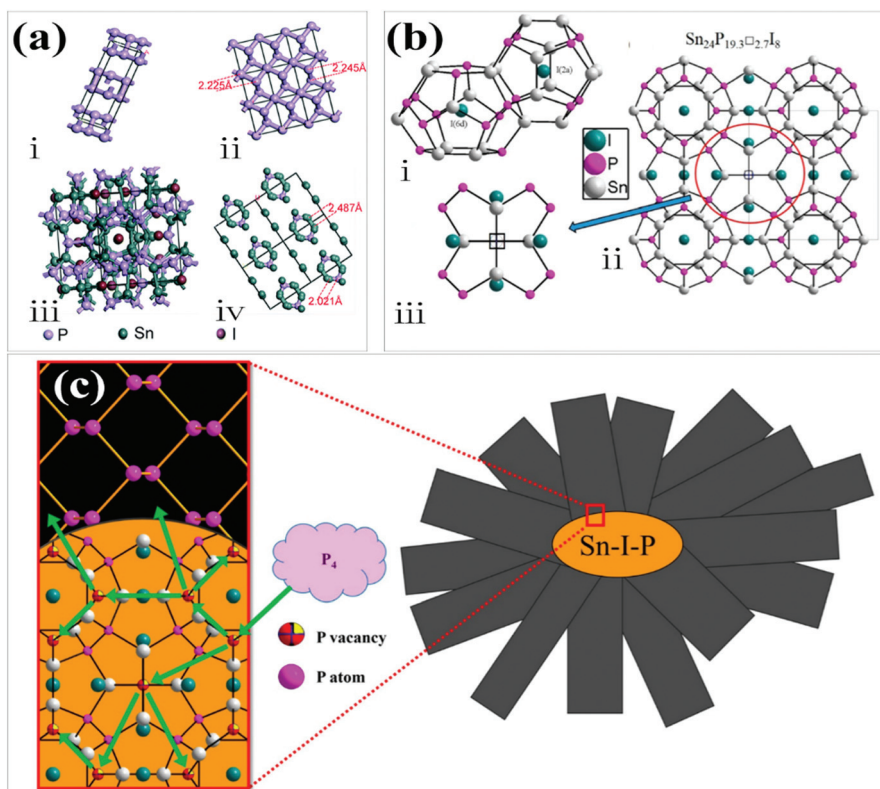 (a)
2.225Å
2.245Å
i
ii
2.487Å
2.021Å
iii
iv
P
Sn
I
(b)
Sn24P19.3□2.7I8
I(2a)
I(6d)
i
I
P
Sn
ii
iii
(c)
P4
P vacancy
P atom
Sn-I-P